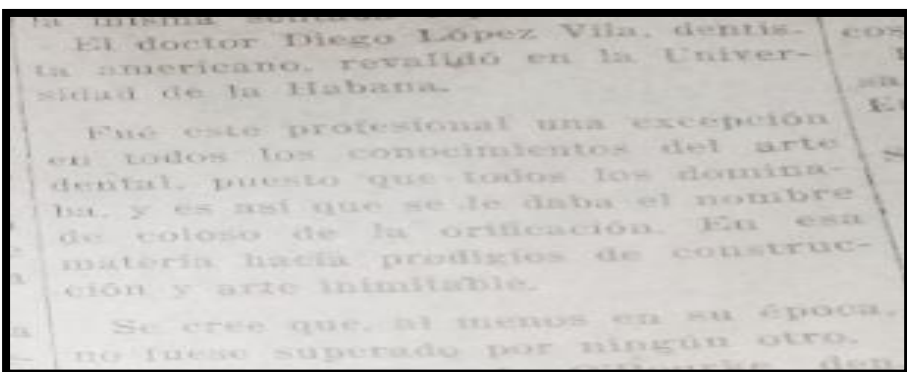 la misma
El doctor Diego López Vila, dentis-
ta americano, revalidó en la Univer-
sidad de la Habana.
Fué este profesional una excepción
en todos los conocimientos del arte
dental, puesto que todos los domina-
ba, y es así que se le daba el nombre
de coloso de la orificación. En esa
materia hacía prodigios de construc-
ción y arte inimitable.
Se cree que, al menos en su época,
no fuese superado por ningún otro.
den